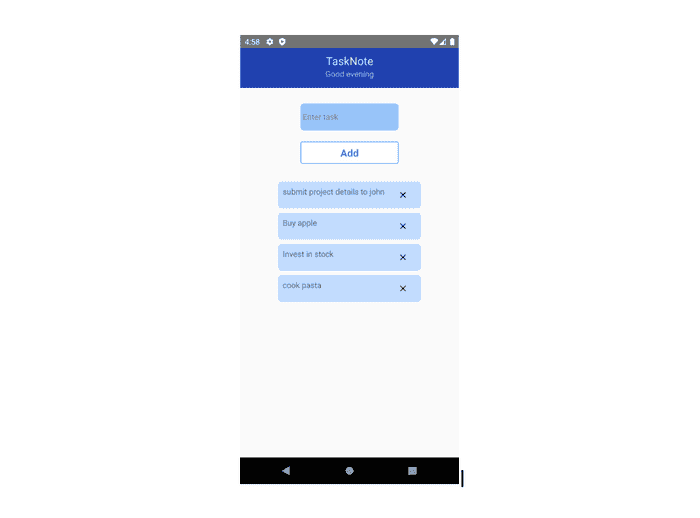 4:58
TaskNote
Good evening
Enter task
Add
submit project details to john
Buy apple
Invest in stock
cook pasta